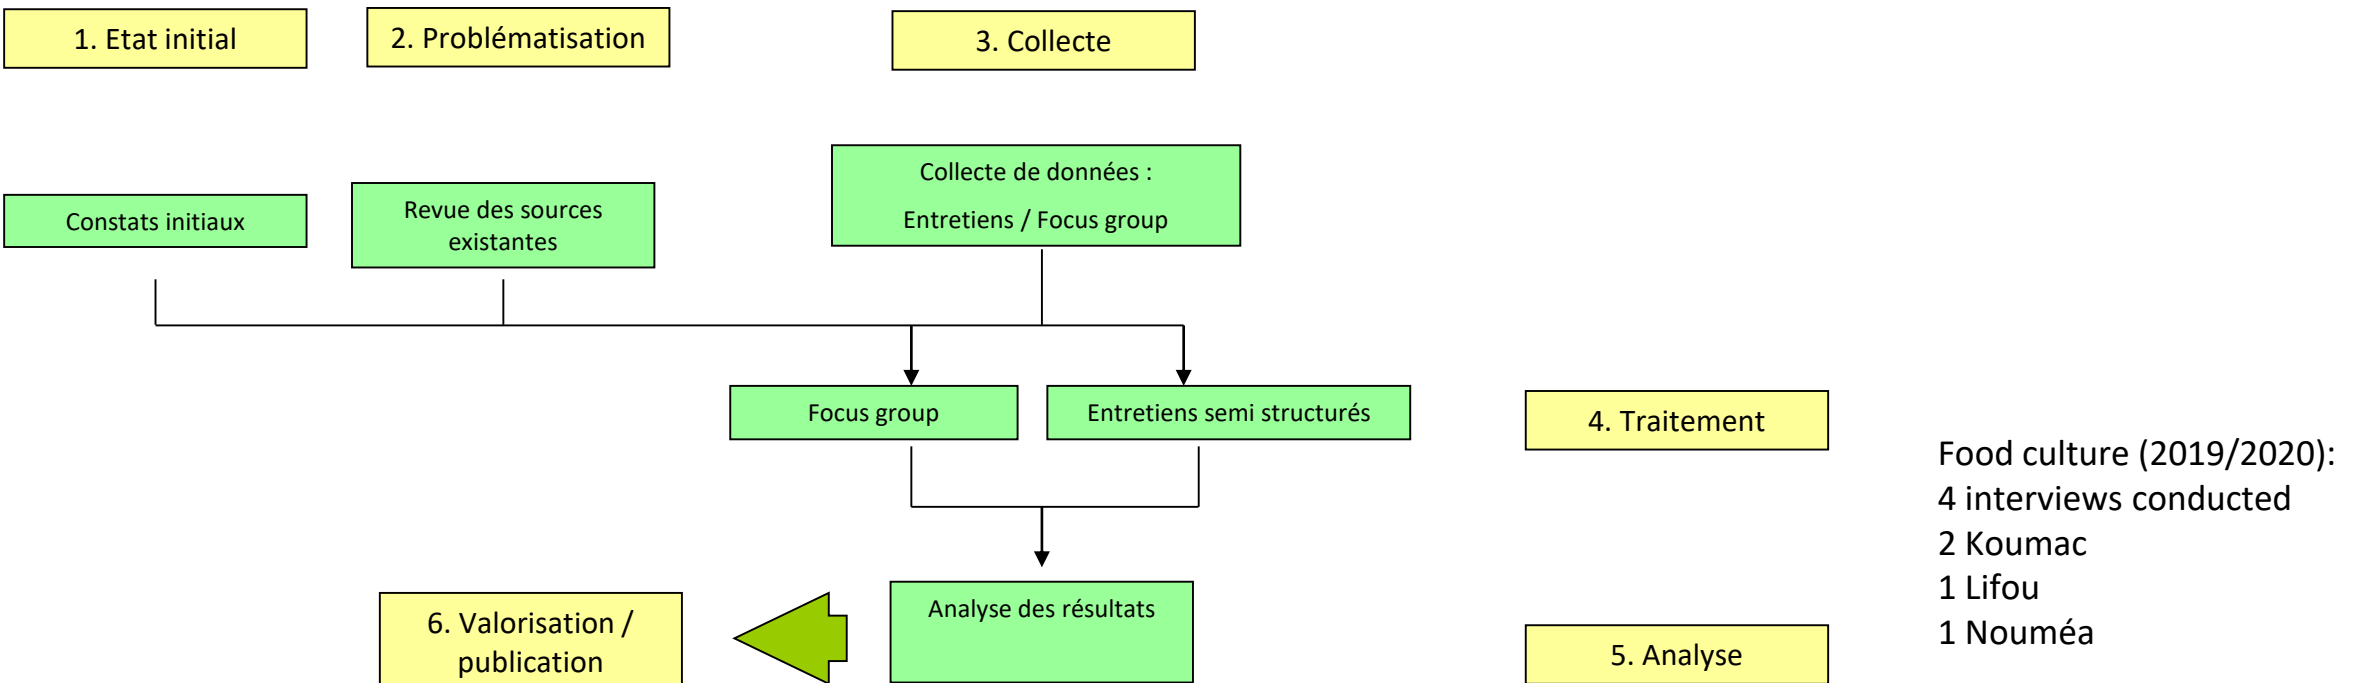 1. Etat initial
2. Problématisation
3. Collecte
Constats initiaux
Revue des sources
existantes
Collecte de données :
Entretiens / Focus group
Focus group
Entretiens semi structurés
4. Traitement
Food culture (2019/2020):
4 interviews conducted
2 Koumac
1 Lifou
1 Nouméa
6. Valorisation /
publication
Analyse des résultats
5. Analyse